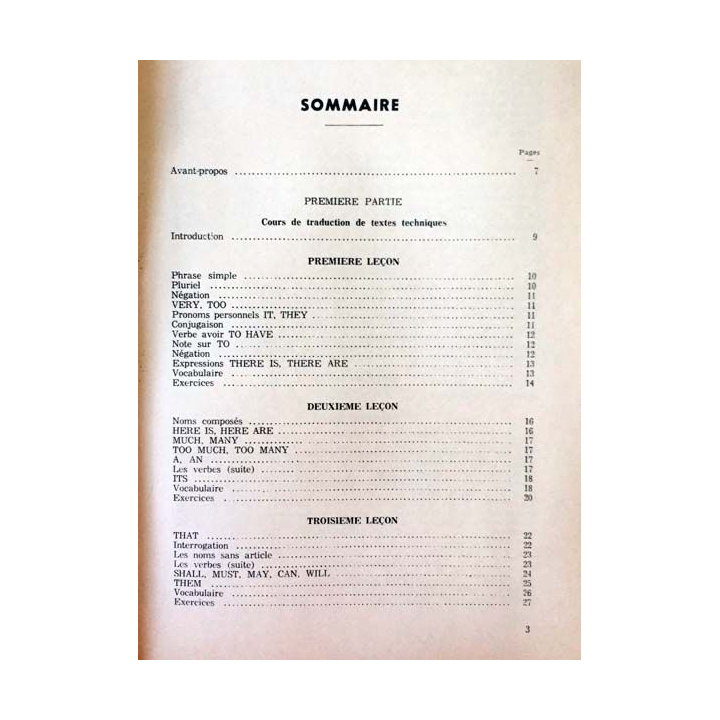 SOMMAIRE
Pages
Avant-propos 7
PREMIERE PARTIE
Cours de traduction de textes techniques
Introduction 9
PREMIERE LEÇON
Phrase simple 10
Pluriel 10
Négation 11
VERY, TOO 11
Pronoms personnels IT, THEY 11
Conjugaison 11
Verbe avoir TO HAVE 12
Note sur TO 12
Négation 12
Expressions THERE IS, THERE ARE 13
Vocabulaire 13
Exercices 14
DEUXIEME LEÇON
Noms composés 16
HERE IS, HERE ARE 16
MUCH, MANY 17
TOO MUCH, TOO MANY 17
A, AN 17
Les verbes (suite) 17
ITS 18
Vocabulaire 18
Exercices 20
TROISIEME LEÇON
THAT 22
Interrogation 22
Les noms sans article 23
Les verbes (suite) 23
SHALL, MUST, MAY, CAN, WILL 24
THEM 25
Vocabulaire 26
Exercices 27
3